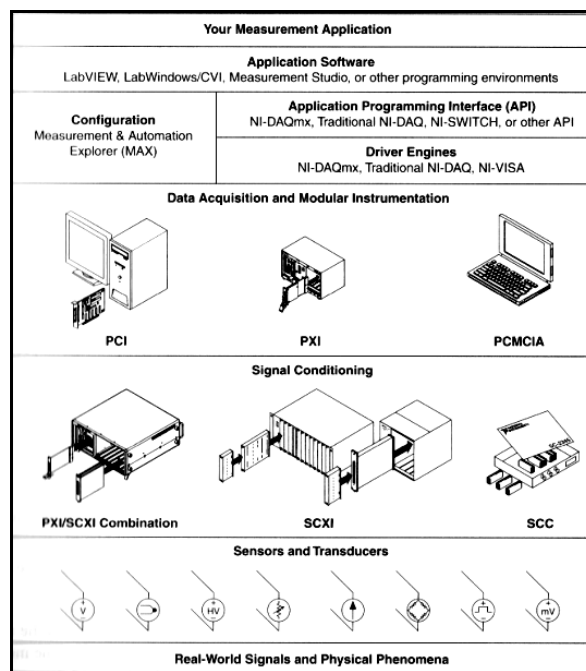 Your Measurement Application
Application Software
LabVIEW, LabWindows/CVI, Measurement Studio, or other programming environments
Configuration
Measurement & Automation
Explorer (MAX)
Application Programming Interface (API)
NI-DAQmx, Traditional NI-DAQ, NI-SWITCH, or other API
Driver Engines
NI-DAQmx, Traditional NI-DAQ, NI-VISA
Data Acquisition and Modular Instrumentation
PCI
PXI
PCMCIA
Signal Conditioning
PXI/SCXI Combination
SCXI
SCC
Sensors and Transducers
V
HV
mV
Real-World Signals and Physical Phenomena